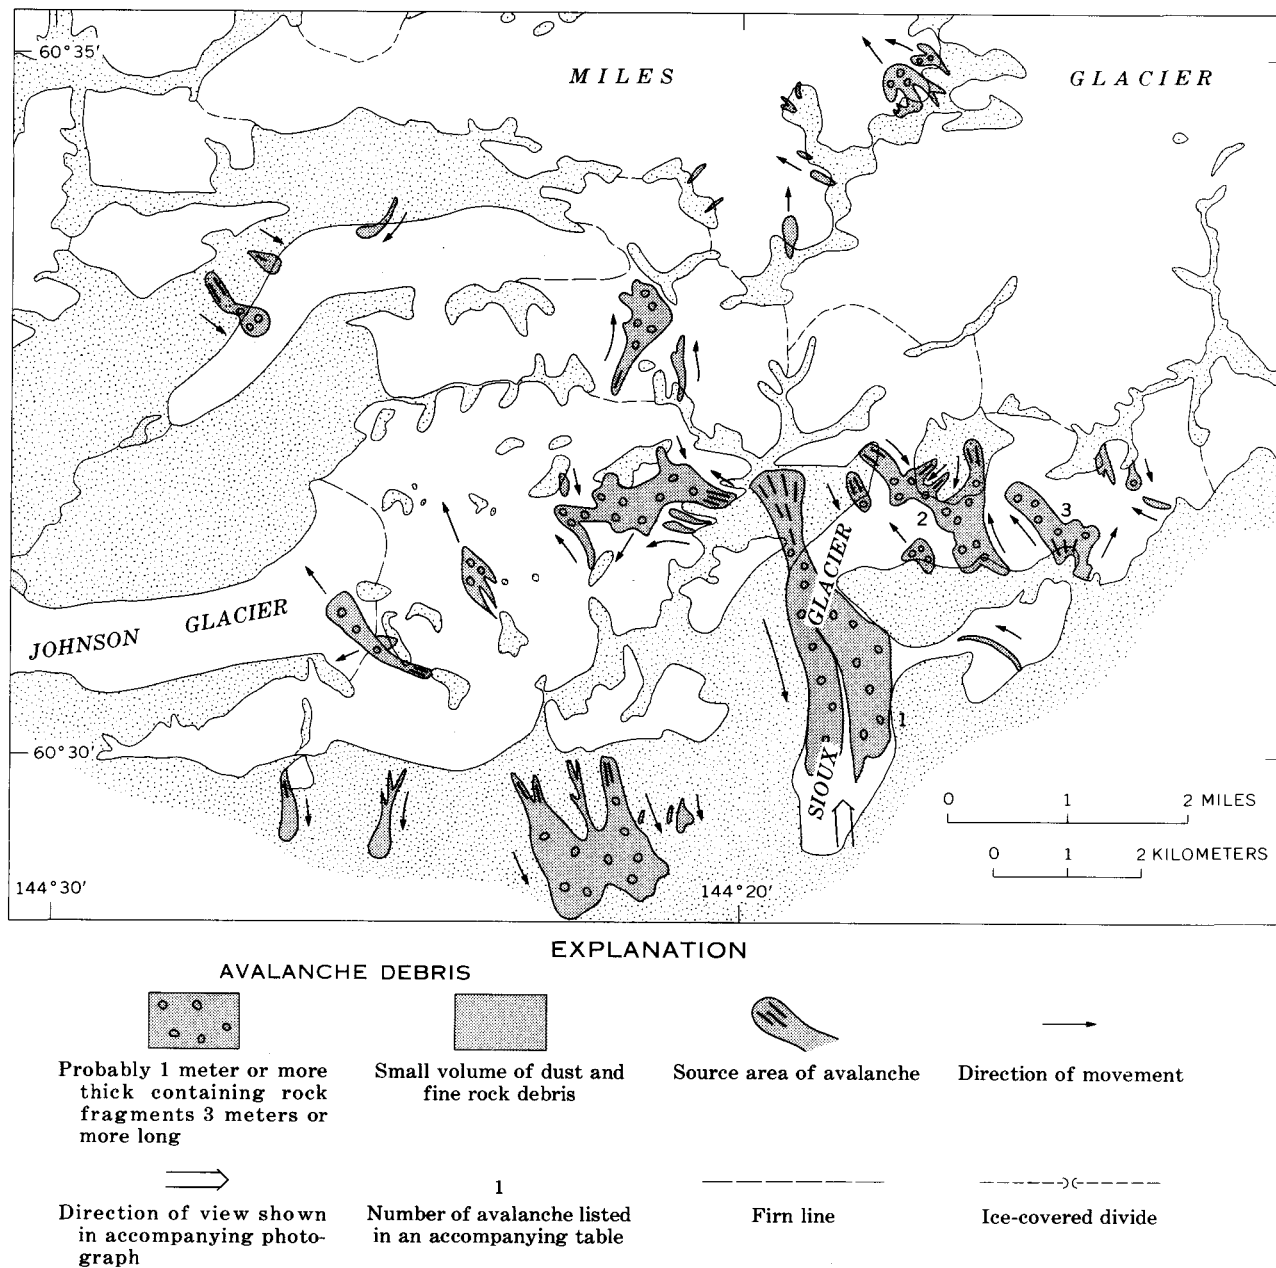 60°35′
MILES GLACIER
JOHNSON GLACIER
GLACIER
SIOUX
2
3
1
60°30′
0 1 2 MILES
0 1 2 KILOMETERS
144°30′
144°20′
EXPLANATION
AVALANCHE DEBRIS
Probably 1 meter or more
thick containing rock
fragments 3 meters or
more long
Small volume of dust and
fine rock debris
Source area of avalanche
Direction of movement
Direction of view shown
in accompanying photo-
graph
1
Number of avalanche listed
in an accompanying table
Firn line
Ice-covered divide